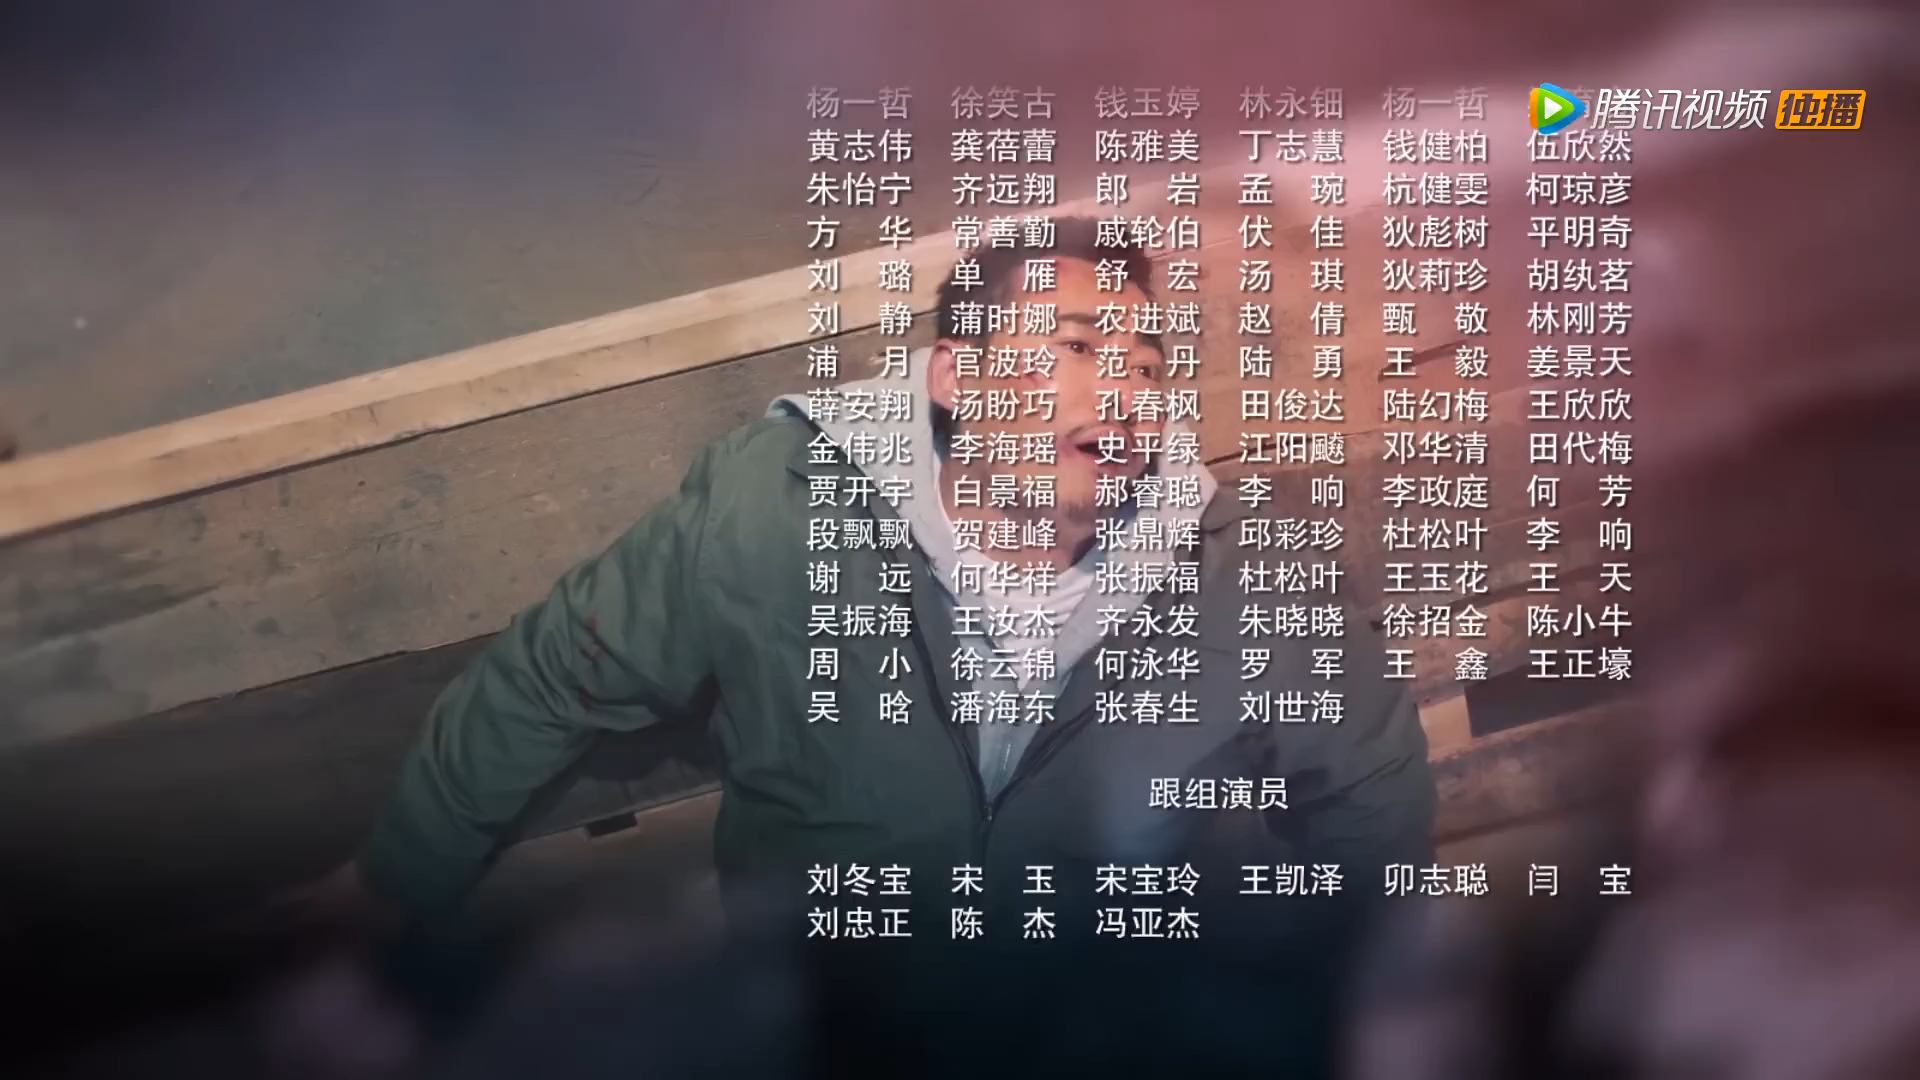 杨一哲 徐笑古 钱玉婷 林永钿 杨一哲
腾讯视频 独播
黄志伟 龚蓓蕾 陈雅美 丁志慧 钱健柏 伍欣然
朱怡宁 齐远翔 郎岩 孟琬 杭健雯 柯琼彦
方华 常善勤 戚轮伯 伏佳 狄彪树 平明奇
刘璐 单雁 舒宏 汤琪 狄莉珍 胡纨茗
刘静 蒲时娜 农进斌 赵倩 甄敬 林刚芳
浦月 官波玲 范丹 陆勇 王毅 姜景天
薛安翔 汤盼巧 孔春枫 田俊达 陆幻梅 王欣欣
金伟兆 李海瑶 史平绿 江阳飚 邓华清 田代梅
贾开宇 白景福 郝睿聪 李响 李政庭 何芳
段飘飘 贺建峰 张鼎辉 邱彩珍 杜松叶 李响
谢远 何华祥 张振福 杜松叶 王玉花 王天
吴振海 王汝杰 齐永发 朱晓晓 徐招金 陈小牛
周小 徐云锦 何泳华 罗军 王鑫 王正壕
吴晗 潘海东 张春生 刘世海
跟组演员
刘冬宝 宋玉 宋宝玲 王凯泽 卯志聪 闫宝
刘忠正 陈杰 冯亚杰